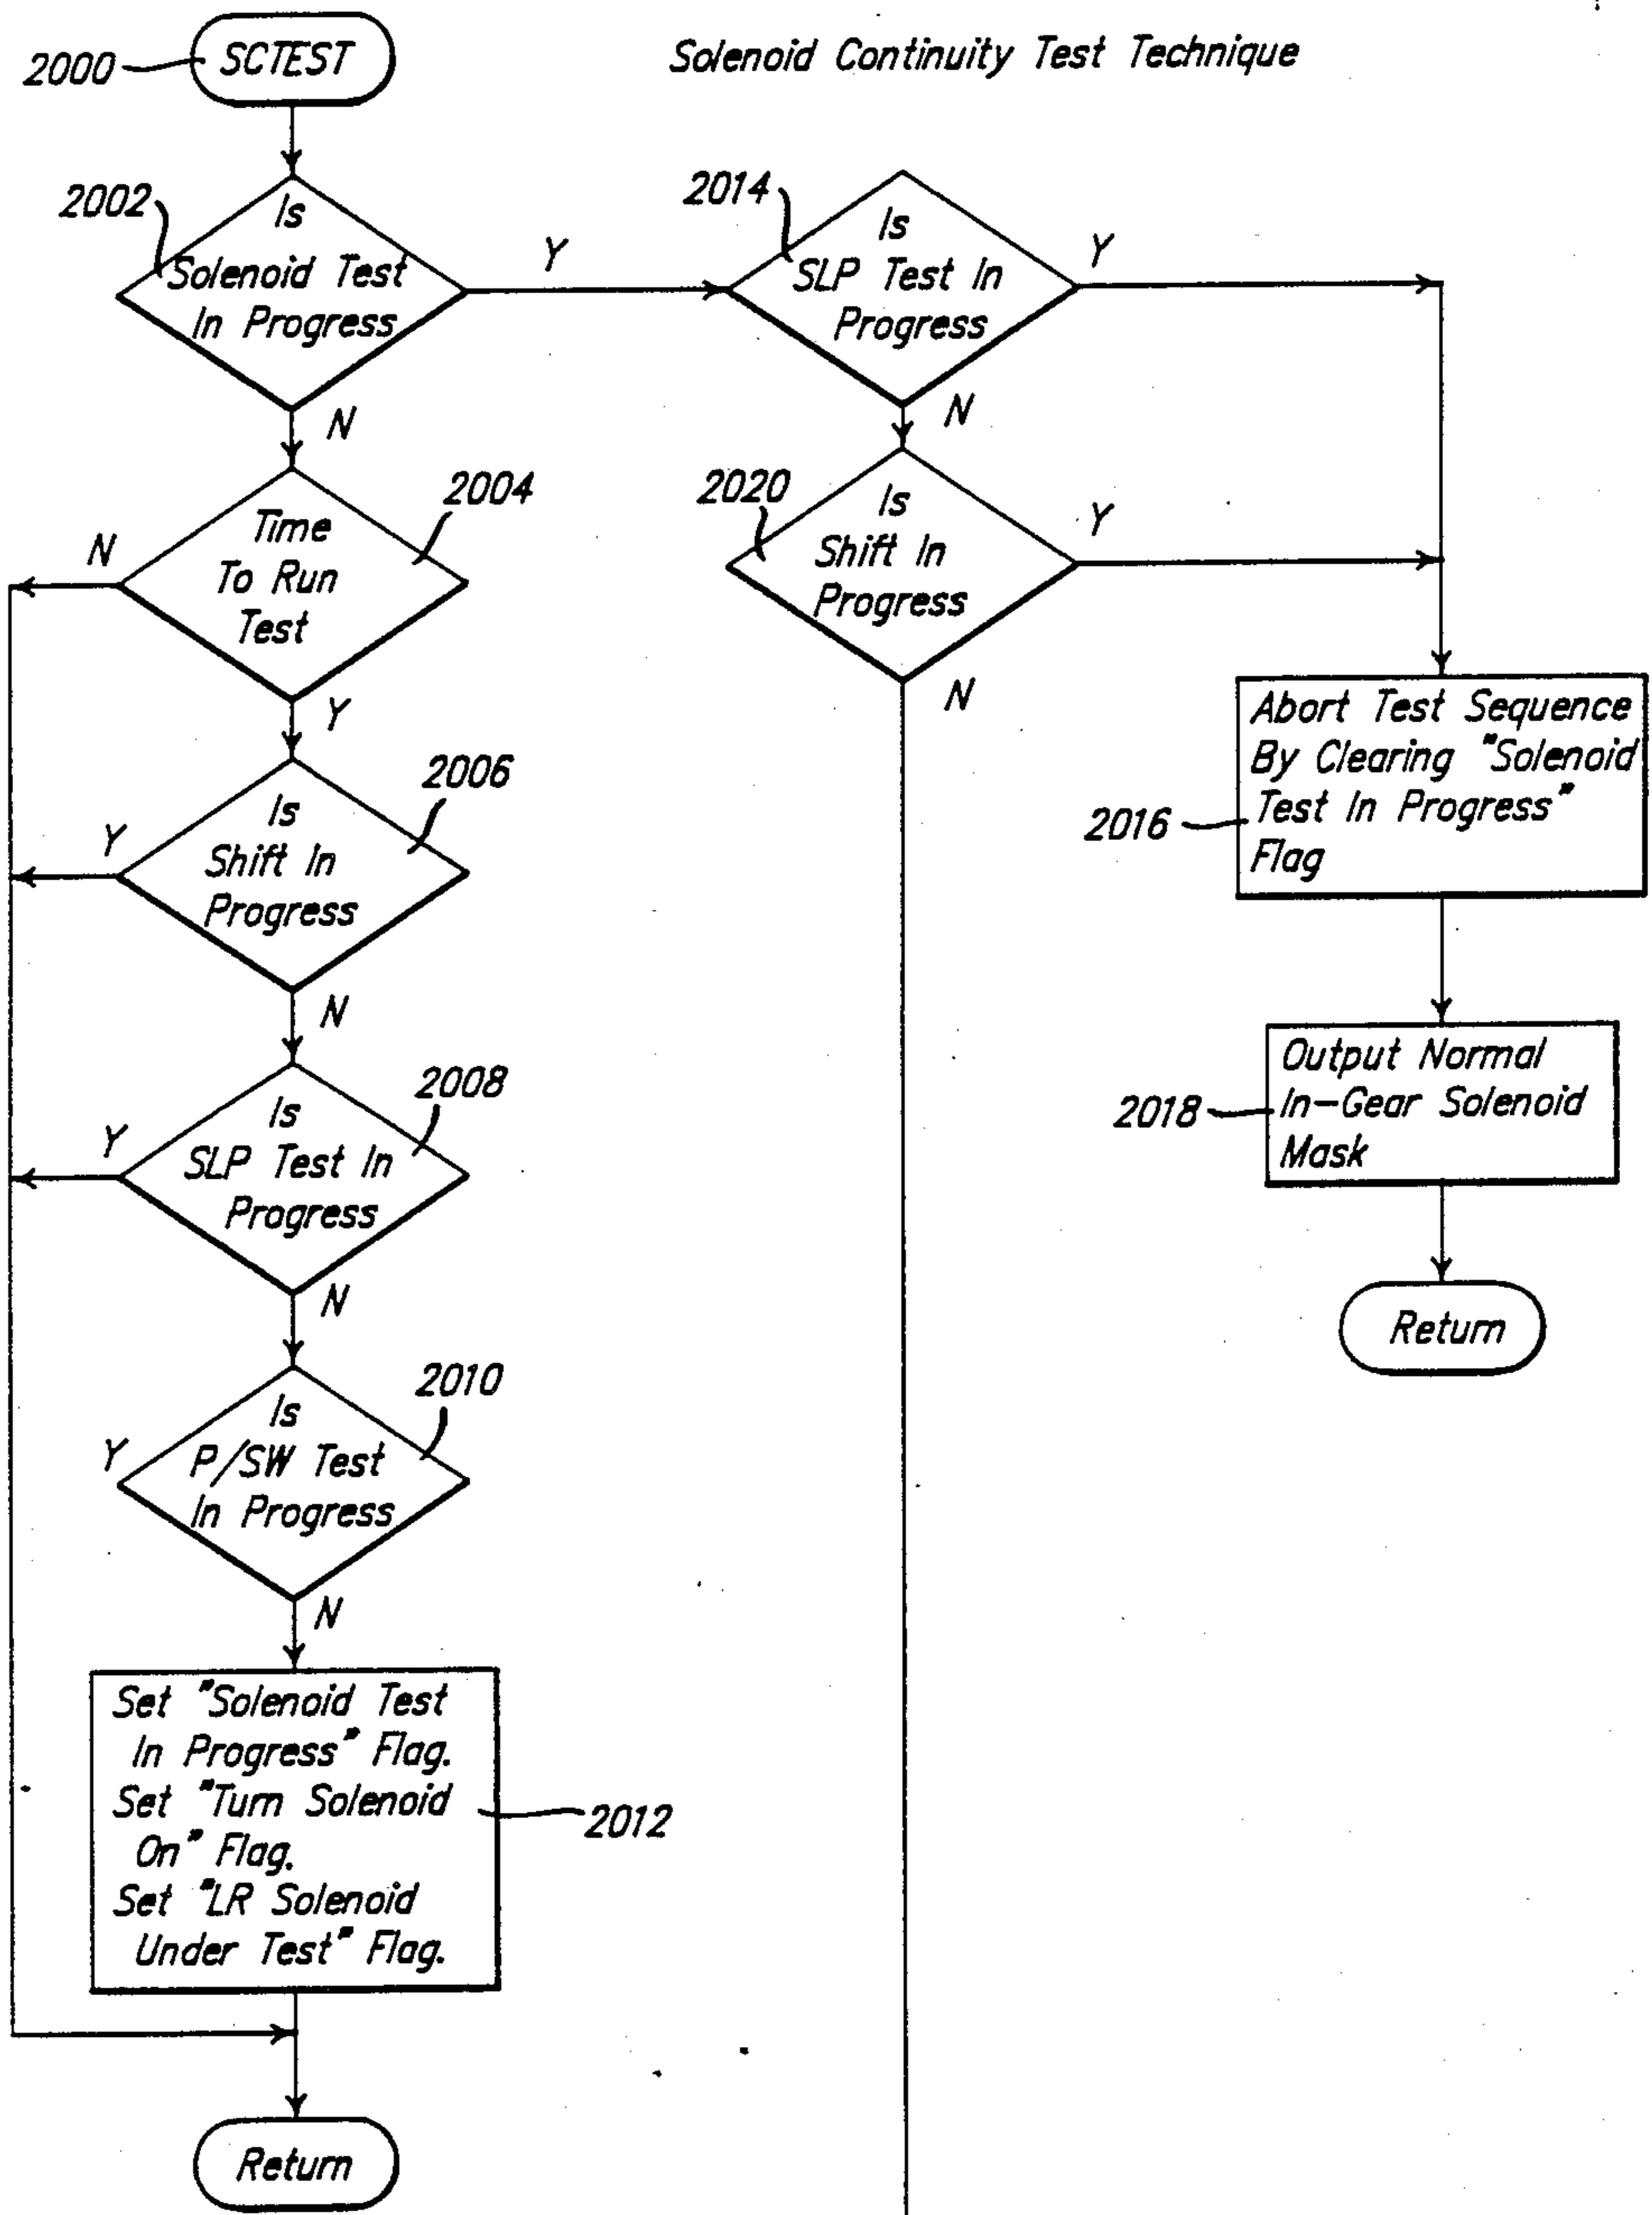 Solenoid Continuity Test Technique
2000
SCTEST
2002
Is
Solenoid Test
In Progress
Y
N
2004
Time
To Run
Test
N
Y
2006
Is
Shift In
Progress
Y
N
2008
Is
SLP Test In
Progress
Y
N
2010
Is
P/SW Test
In Progress
Y
N
Set "Solenoid Test
In Progress" Flag.
Set "Turn Solenoid
On" Flag.
Set "LR Solenoid
Under Test" Flag.
2012
Return
2014
Is
SLP Test In
Progress
Y
N
2020
Is
Shift In
Progress
Y
N
Abort Test Sequence
By Clearing "Solenoid
Test In Progress"
Flag
2016
Output Normal
In-Gear Solenoid
Mask
2018
Return